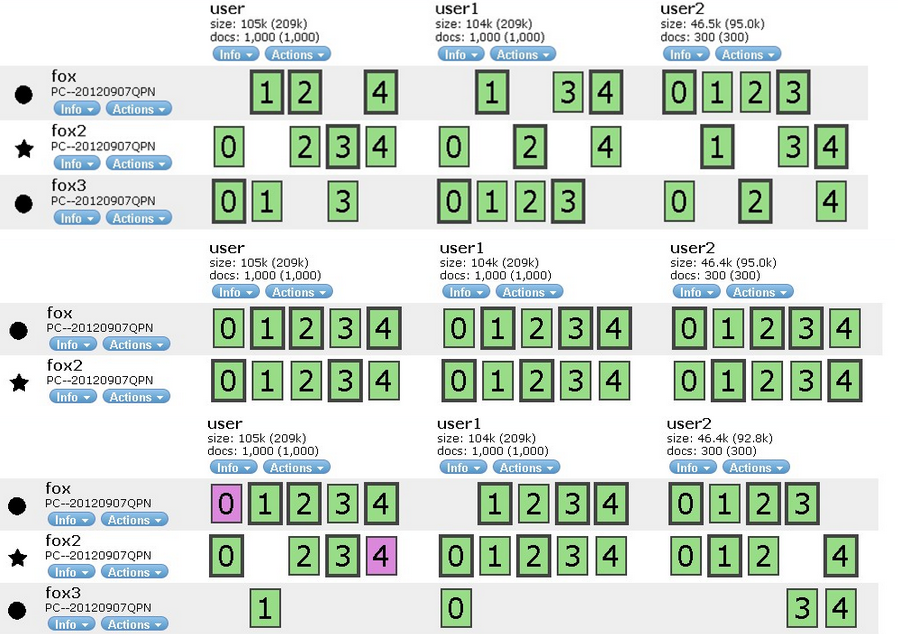 user user1 user2
size: 105k (209k) size: 104k (209k) size: 46.5k (95.0k)
docs: 1,000 (1,000) docs: 1,000 (1,000) docs: 300 (300)
Info Actions Info Actions Info Actions
fox
PC--20120907QPN
Info Actions
1 2 4 1 3 4 0 1 2 3
fox2
PC--20120907QPN
Info Actions
0 2 3 4 0 2 4 1 3 4
fox3
PC--20120907QPN
Info Actions
0 1 3 0 1 2 3 0 2 4
user user1 user2
size: 105k (209k) size: 104k (209k) size: 46.4k (95.0k)
docs: 1,000 (1,000) docs: 1,000 (1,000) docs: 300 (300)
Info Actions Info Actions Info Actions
fox
PC--20120907QPN
Info Actions
0 1 2 3 4 0 1 2 3 4 0 1 2 3 4
fox2
PC--20120907QPN
Info Actions
0 1 2 3 4 0 1 2 3 4 0 1 2 3 4
user user1 user2
size: 105k (209k) size: 104k (209k) size: 46.4k (92.8k)
docs: 1,000 (1,000) docs: 1,000 (1,000) docs: 300 (300)
Info Actions Info Actions Info Actions
fox
PC--20120907QPN
Info Actions
0 1 2 3 4 1 2 3 4 0 1 2 3
fox2
PC--20120907QPN
Info Actions
0 2 3 4 0 1 2 3 4 0 1 2 4
fox3
PC--20120907QPN
Info Actions
1 0 3 4